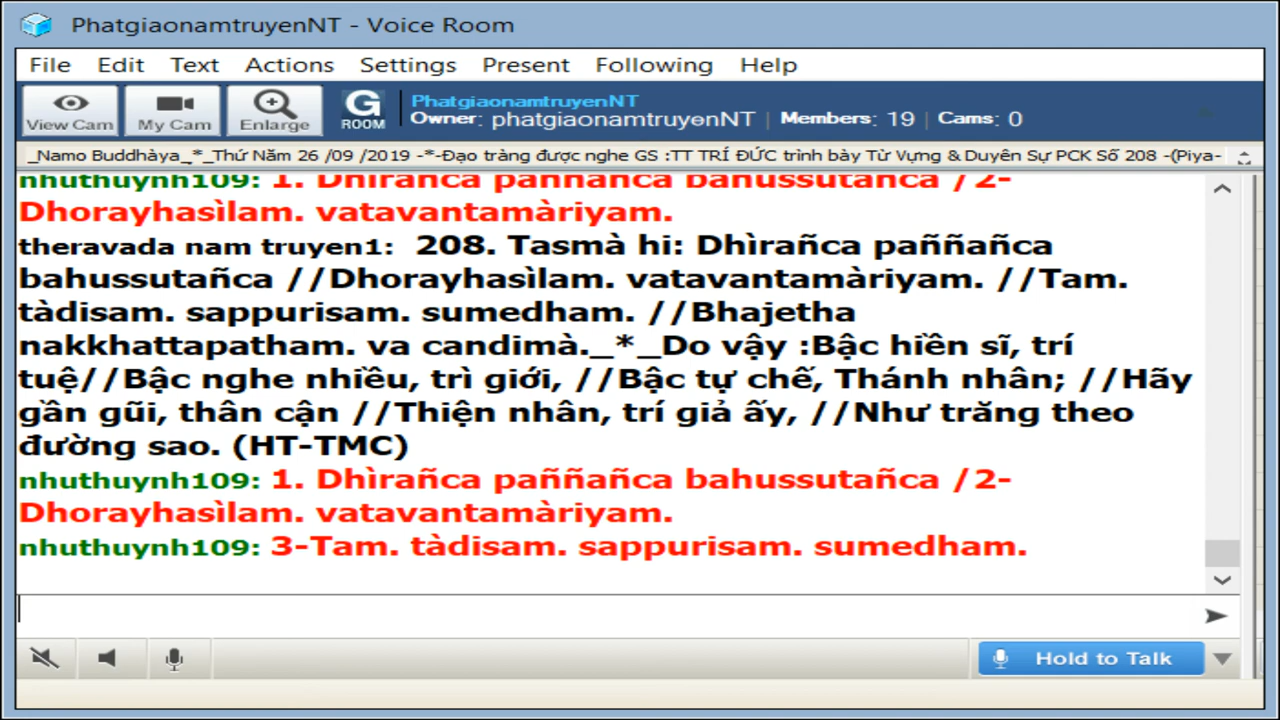 PhatgiaonamtruyenNT - Voice Room
File Edit Text Actions Settings Present Following Help
View Cam My Cam Enlarge G ROOM PhatgiaonamtruyenNT
Owner: phatgiaonamtruyenNT | Members: 19 | Cams: 0
_Namo Buddhàya_*_Thứ Năm 26 /09 /2019 -*-Đạo tràng được nghe GS :TT TRÍ ĐỨC trình bày Từ Vựng & Duyên Sự PCK Số 208 -(Piya-
nhuthuynh109: 1. Dhìrañca paññañca bahussutañca /2-
Dhorayhasìlam. vatavantamàriyam.
theravada nam truyen1: 208. Tasmà hi: Dhìrañca paññañca
bahussutañca //Dhorayhasìlam. vatavantamàriyam. //Tam.
tàdisam. sappurisam. sumedham. //Bhajetha
nakkhattapatham. va candimà._*_Do vậy :Bậc hiền sĩ, trí
tuệ//Bậc nghe nhiều, trì giới, //Bậc tự chế, Thánh nhân; //Hãy
gần gũi, thân cận //Thiện nhân, trí giả ấy, //Như trăng theo
đường sao. (HT-TMC)
nhuthuynh109: 1. Dhìrañca paññañca bahussutañca /2-
Dhorayhasìlam. vatavantamàriyam.
nhuthuynh109: 3-Tam. tàdisam. sappurisam. sumedham.
Hold to Talk